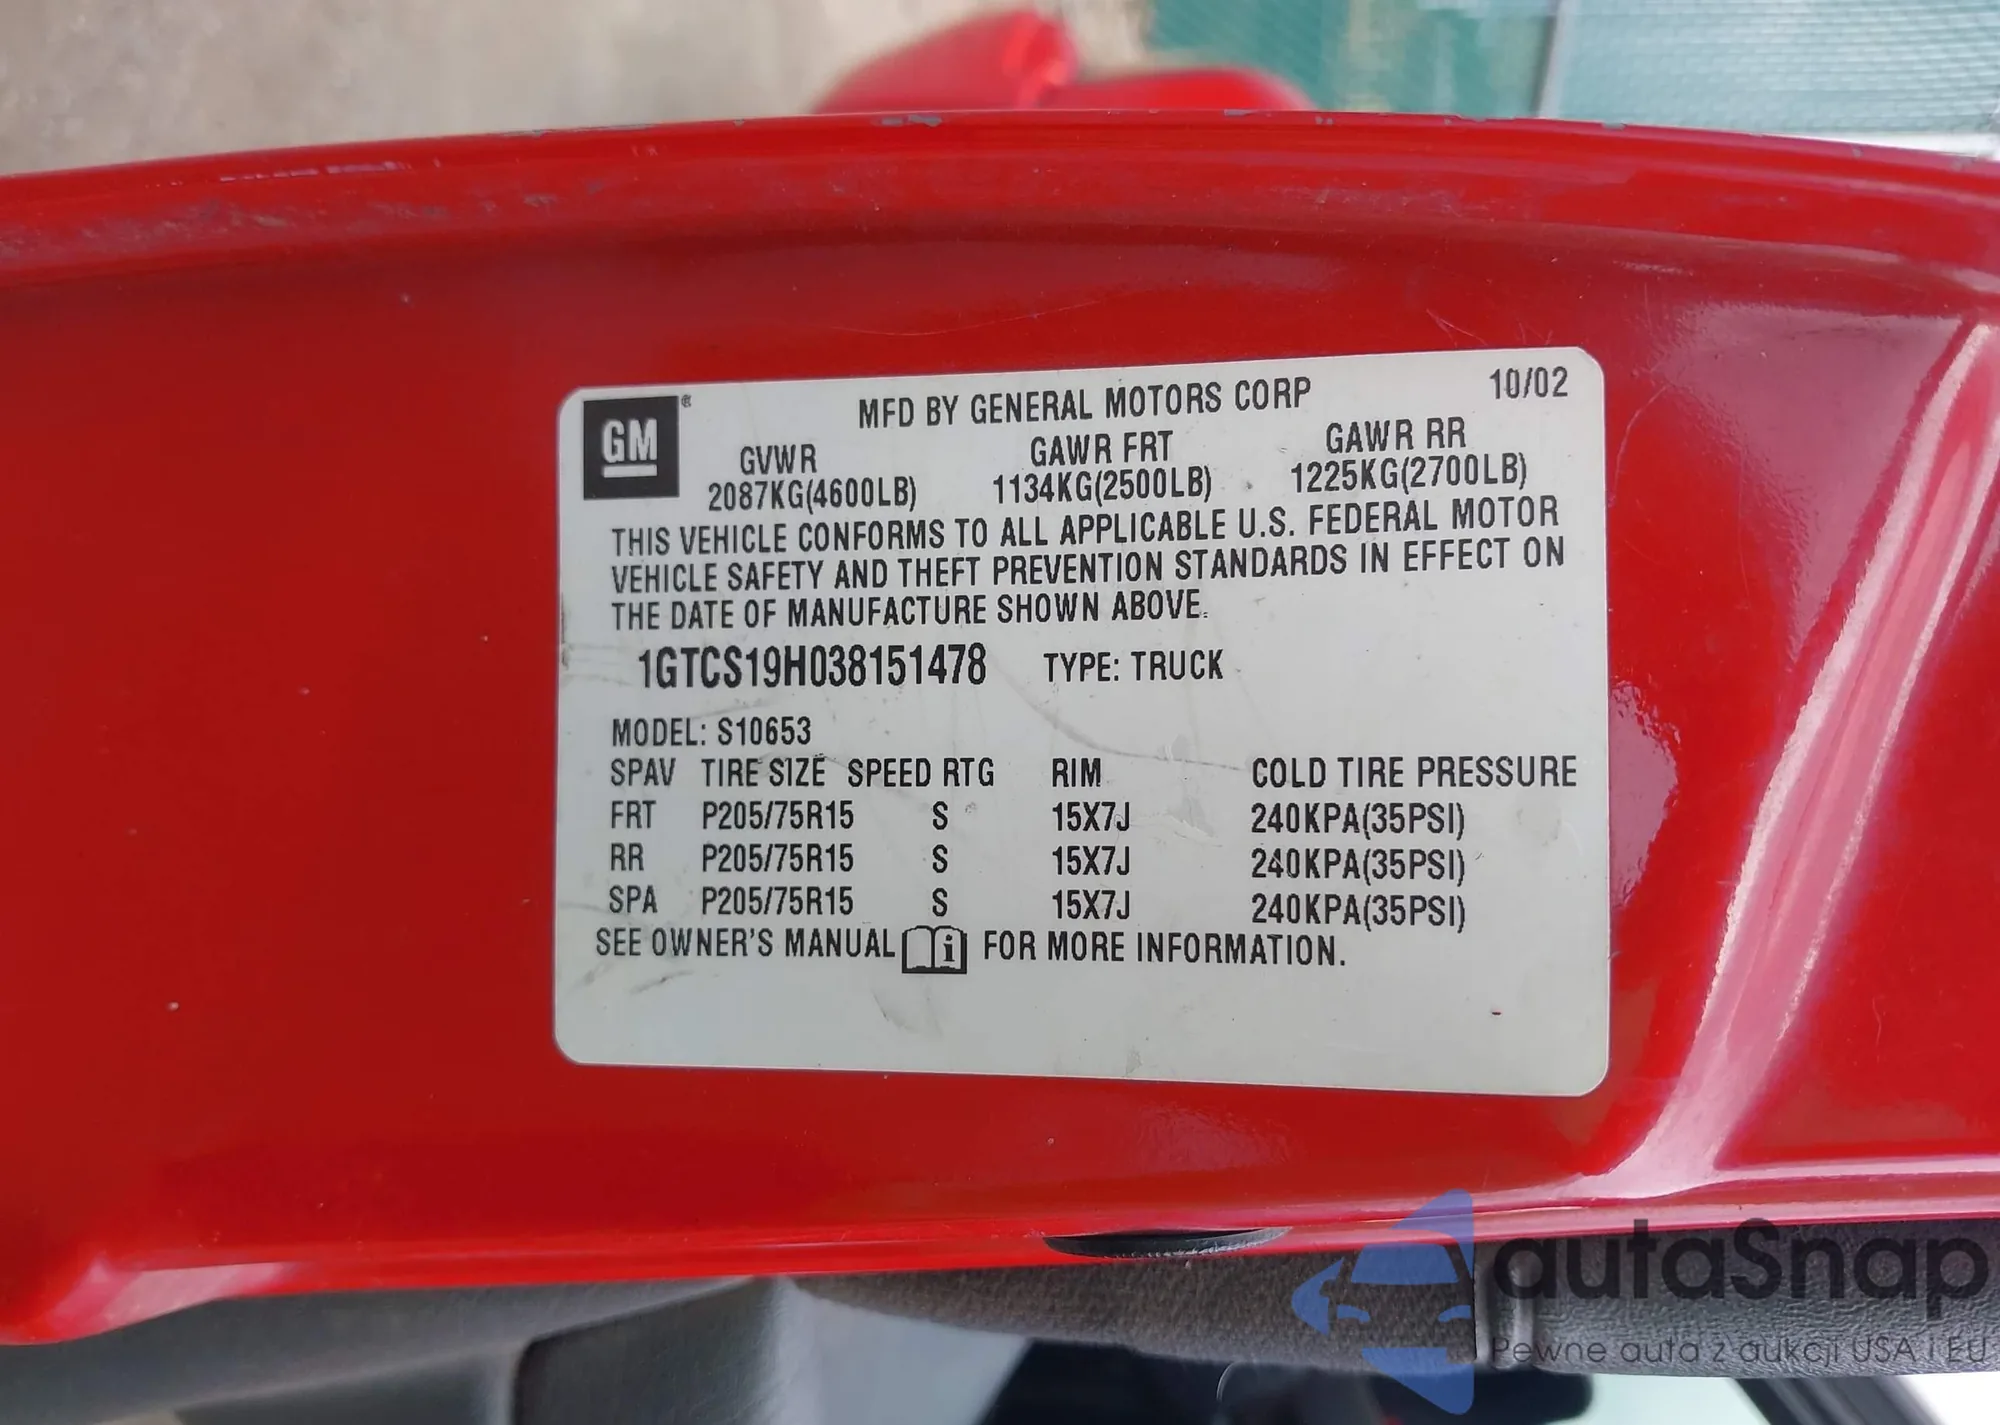 GM®
MFD BY GENERAL MOTORS CORP 10/02
GVWR GAWR FRT GAWR RR
2087KG(4600LB) 1134KG(2500LB) 1225KG(2700LB)
THIS VEHICLE CONFORMS TO ALL APPLICABLE U.S. FEDERAL MOTOR
VEHICLE SAFETY AND THEFT PREVENTION STANDARDS IN EFFECT ON
THE DATE OF MANUFACTURE SHOWN ABOVE.
1GTCS19H038151478 TYPE: TRUCK
MODEL: S10653
SPAV TIRE SIZE SPEED RTG RIM COLD TIRE PRESSURE
FRT P205/75R15 S 15X7J 240KPA(35PSI)
RR P205/75R15 S 15X7J 240KPA(35PSI)
SPA P205/75R15 S 15X7J 240KPA(35PSI)
SEE OWNER'S MANUAL i FOR MORE INFORMATION.
autaSnap
Pewne auta z aukcji USA i EU